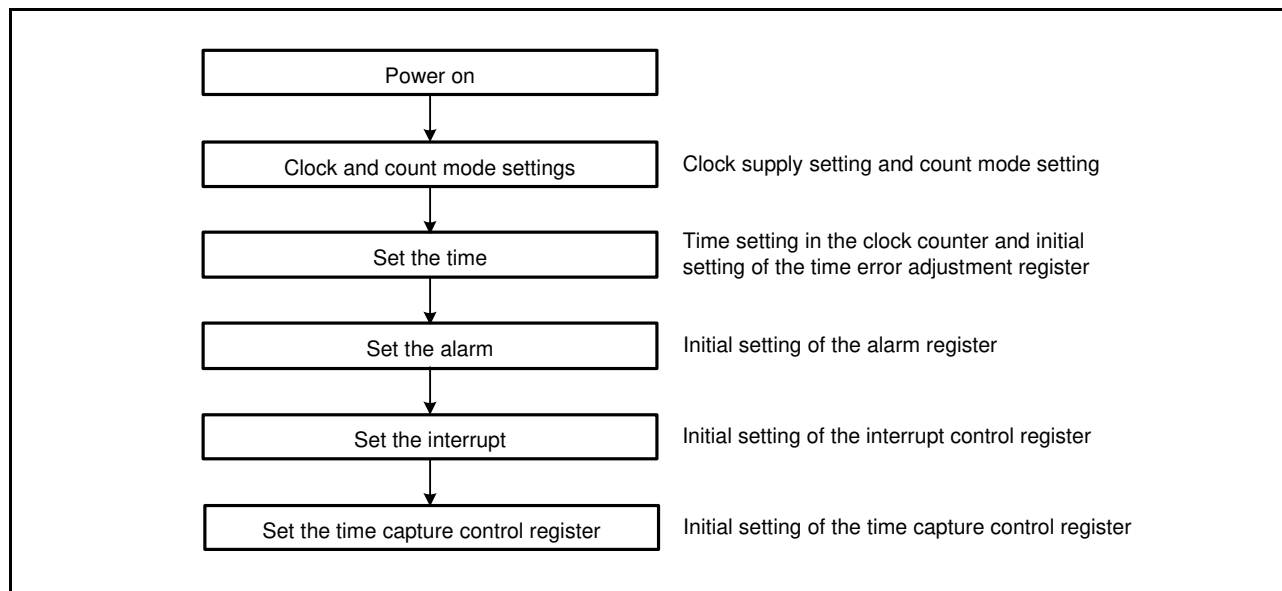 Power on
Clock and count mode settings
Clock supply setting and count mode setting
Set the time
Time setting in the clock counter and initial
setting of the time error adjustment register
Set the alarm
Initial setting of the alarm register
Set the interrupt
Initial setting of the interrupt control register
Set the time capture control register
Initial setting of the time capture control register